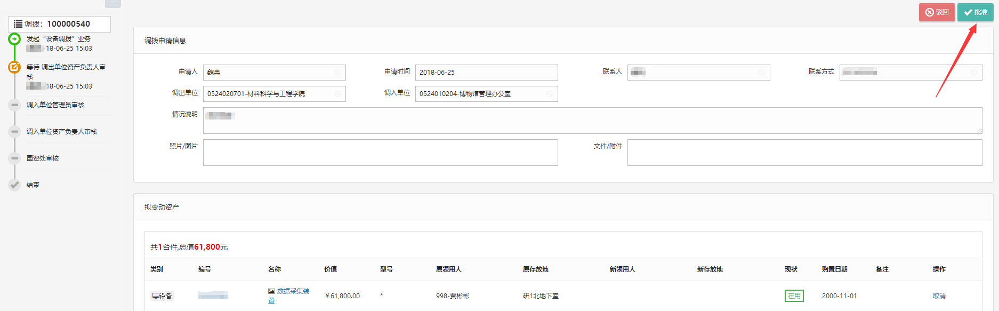 驳回
批准
调拨：100000540
发起“设备调拨”业务
18-06-25 15:03
等待 调出单位资产负责人审
核
18-06-25 15:03
调入单位管理员审核
调入单位资产负责人审核
国资处审核
结束
调拨申请信息
申请人 魏冉 申请时间 2018-06-25 联系人 联系方式
调出单位 0524020701-材料科学与工程学院 调入单位 0524010204-博物馆管理办公室
情况说明
照片/图片 文件/附件
拟变动资产
共1台件,总值61,800元
类别 编号 名称 价值 型号 原领用人 原存放地 新领用人 新存放地 现状 购置日期 备注 操作
设备 数据采集装
置 ￥61,800.00 * 998-贾彬彬 研1北地下室 在用 2000-11-01 取消